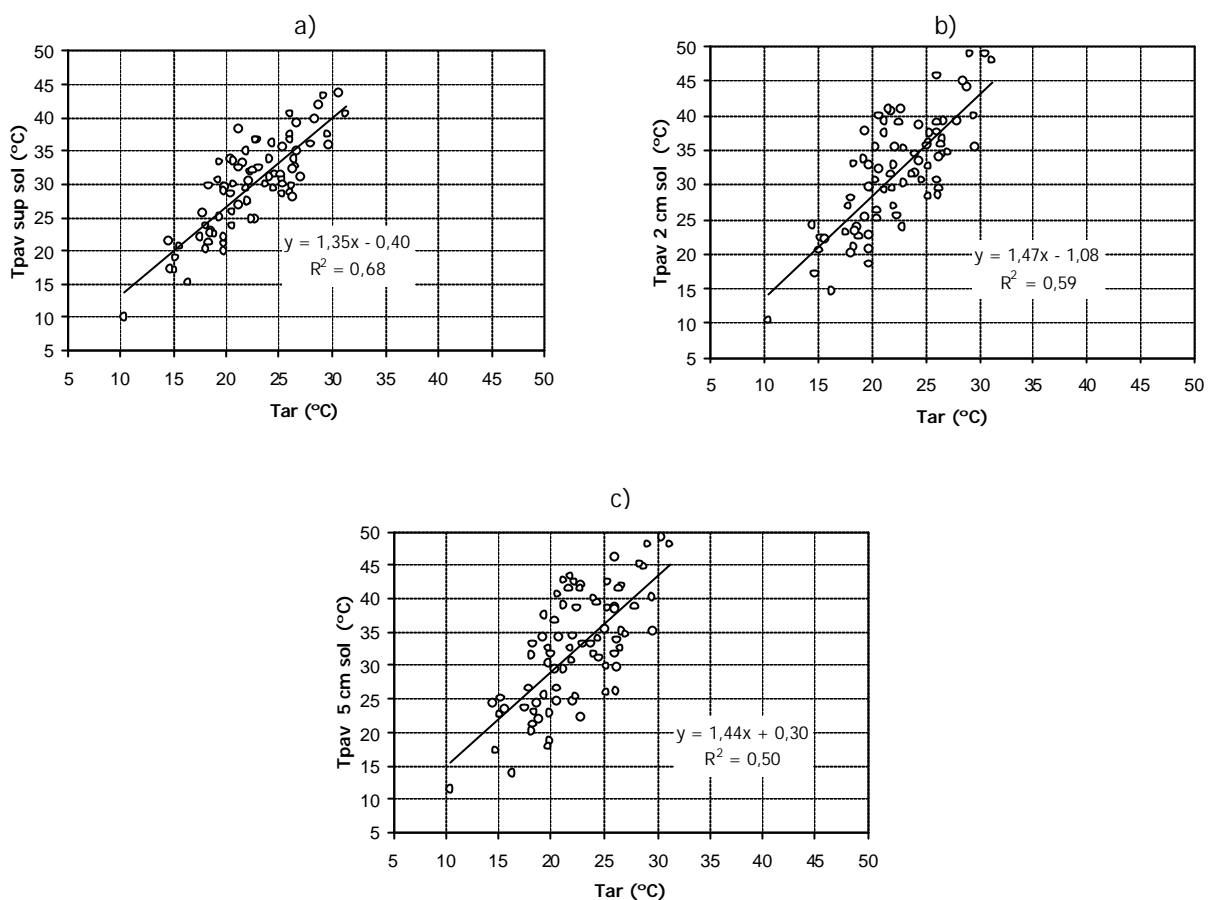 a)
50
45
40
35
30
25
20
15
10
5
Tpav sup sol (°C)
y = 1,35x - 0,40
R² = 0,68
5 10 15 20 25 30 35 40 45 50
Tar (°C)
b)
50
45
40
35
30
25
20
15
10
5
Tpav 2 cm sol (°C)
y = 1,47x - 1,08
R² = 0,59
5 10 15 20 25 30 35 40 45 50
Tar (°C)
c)
50
45
40
35
30
25
20
15
10
5
Tpav 5 cm sol (°C)
y = 1,44x + 0,30
R² = 0,50
5 10 15 20 25 30 35 40 45 50
Tar (°C)